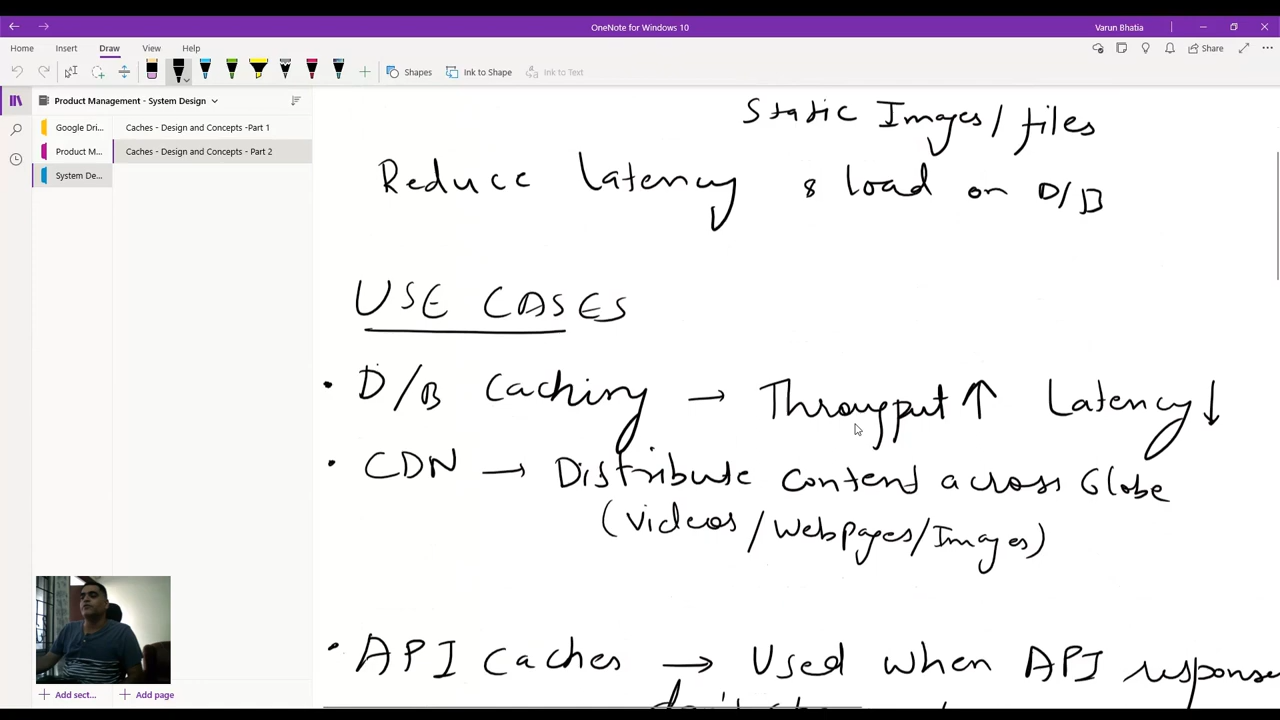 OneNote for Windows 10
Varun Bhatia
Home Insert Draw View Help
Share
Shapes Ink to Shape Ink to Text
Product Management - System Design
Google Dri...
Product M...
System De...
Caches - Design and Concepts -Part 1
Caches - Design and Concepts - Part 2
Static Images/files
Reduce Latency & Load on D/B
USE CASES
• D/B Caching → Througput ↑ Latency ↓
• CDN → Distribute Content across Globe
(Videos/Webpages/Images)
• API Caches → Used when API response
+ Add sect...
+ Add page